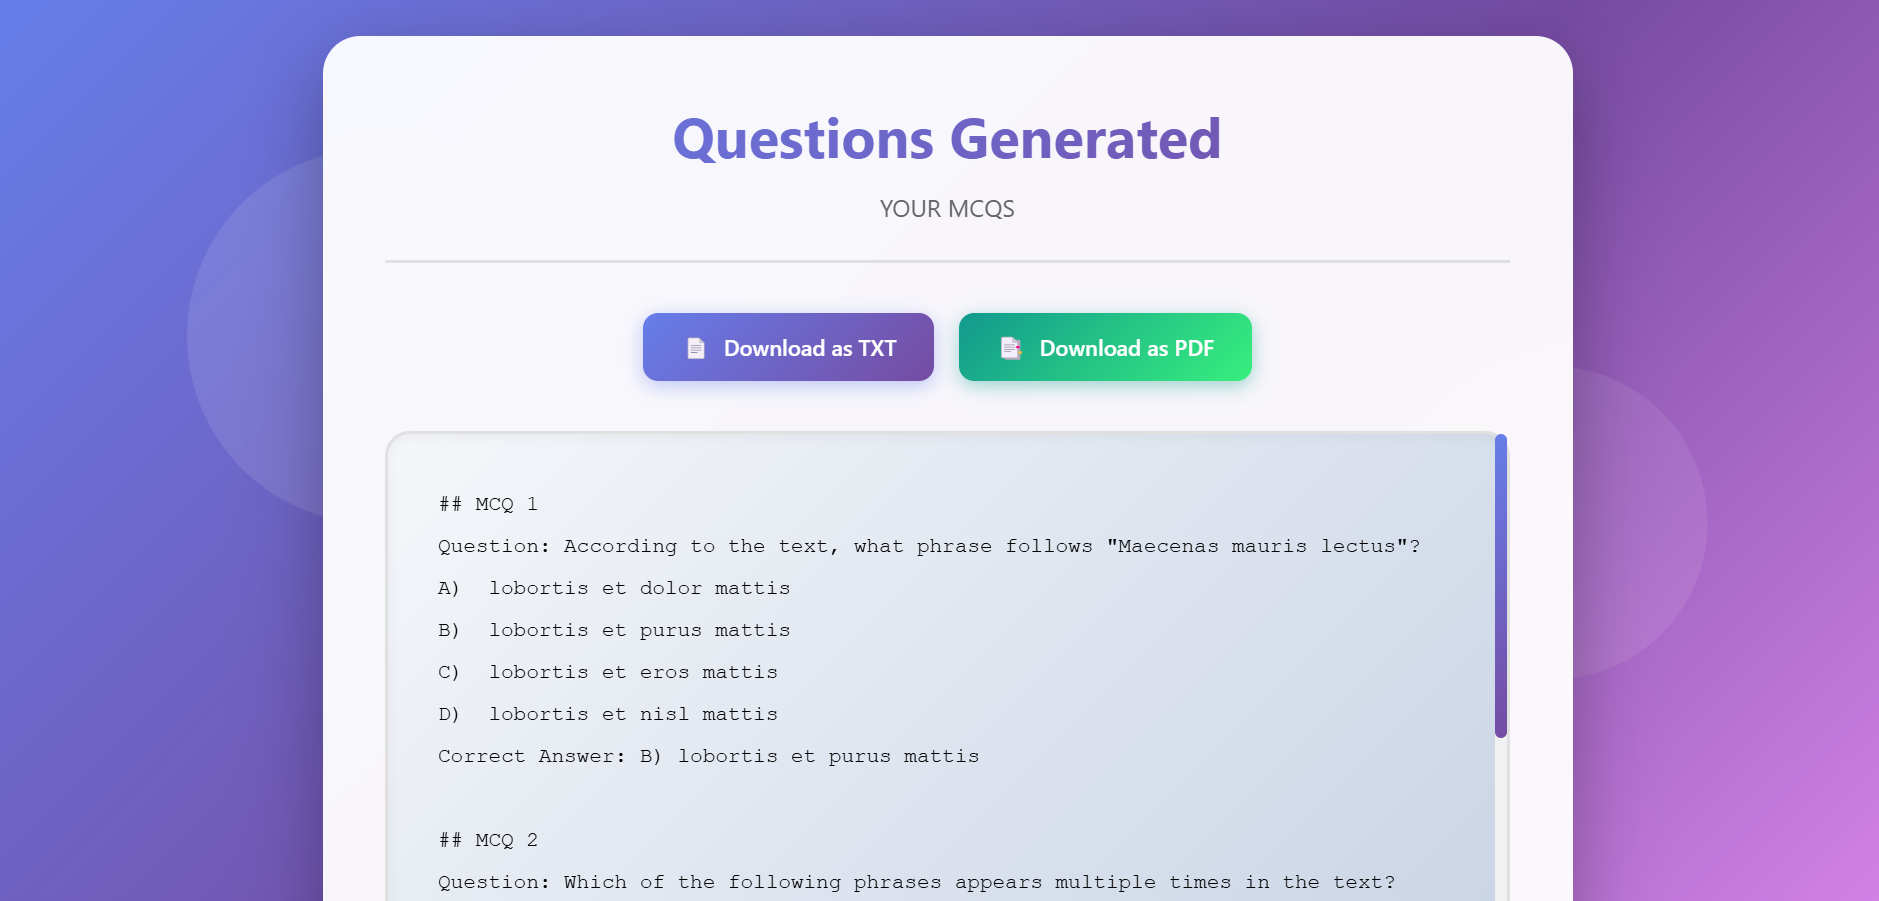 Questions Generated
YOUR MCQS
Download as TXT
Download as PDF
## MCQ 1
Question: According to the text, what phrase follows "Maecenas mauris lectus"?
A)  lobortis et dolor mattis
B)  lobortis et purus mattis
C)  lobortis et eros mattis
D)  lobortis et nisl mattis
Correct Answer: B) lobortis et purus mattis
## MCQ 2
Question: Which of the following phrases appears multiple times in the text?